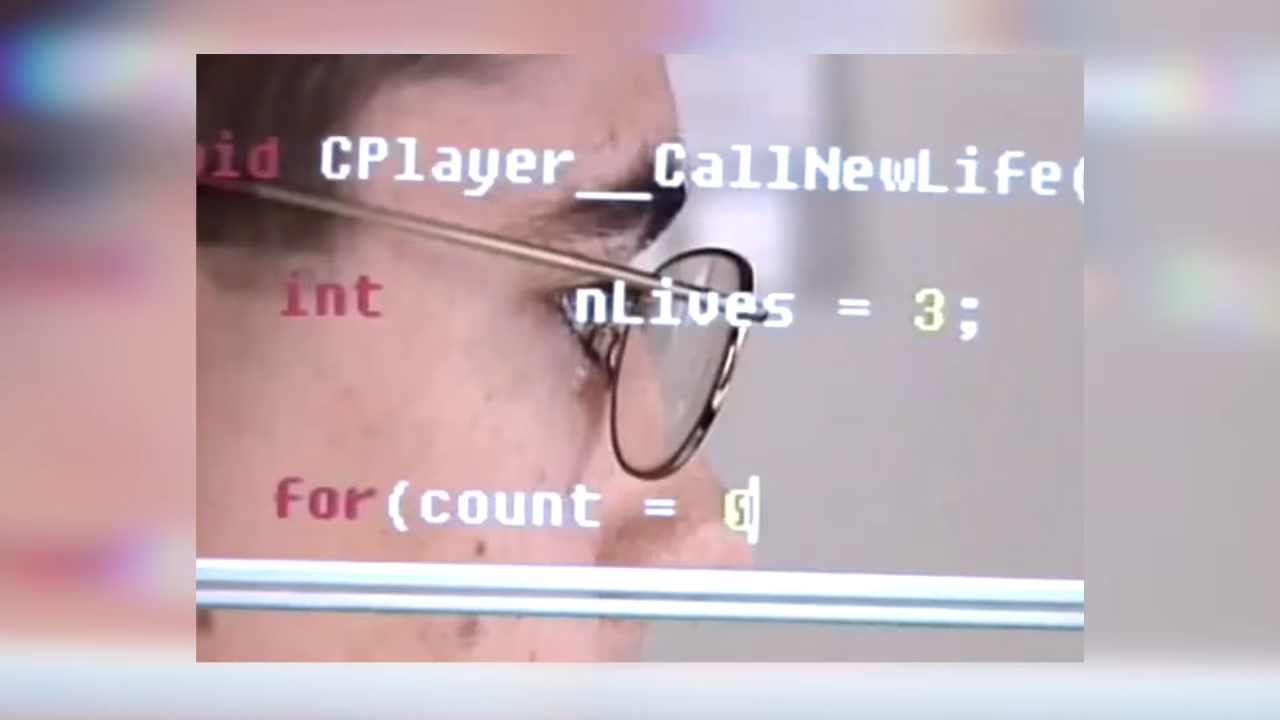 CPlayer__CallNewLife(
int nLives = 3;
for(count =